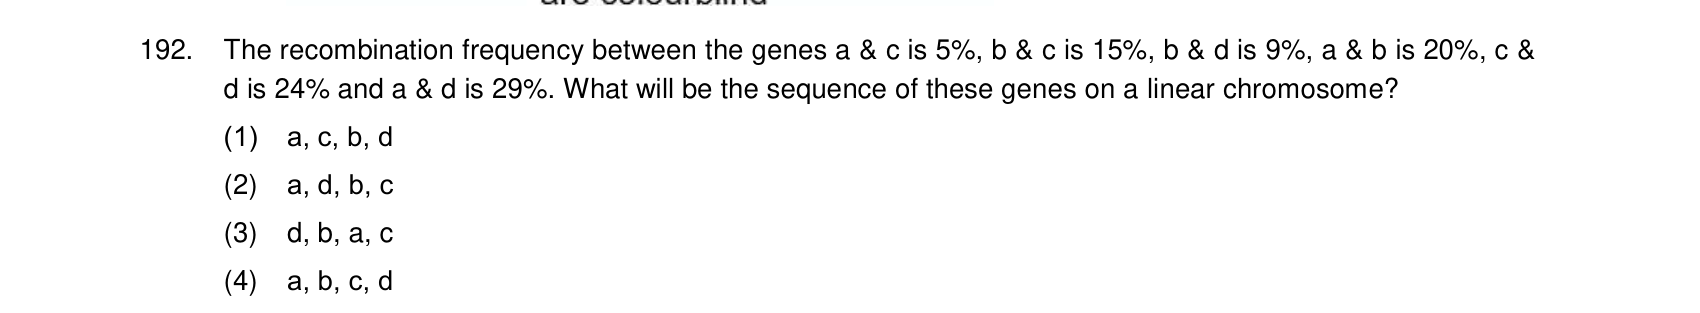 192. The recombination frequency between the genes a & c is 5%, b & c is 15%, b & d is 9%, a & b is 20%, c &
d is 24% and a & d is 29%. What will be the sequence of these genes on a linear chromosome?
(1) a, c, b, d
(2) a, d, b, c
(3) d, b, a, c
(4) a, b, c, d